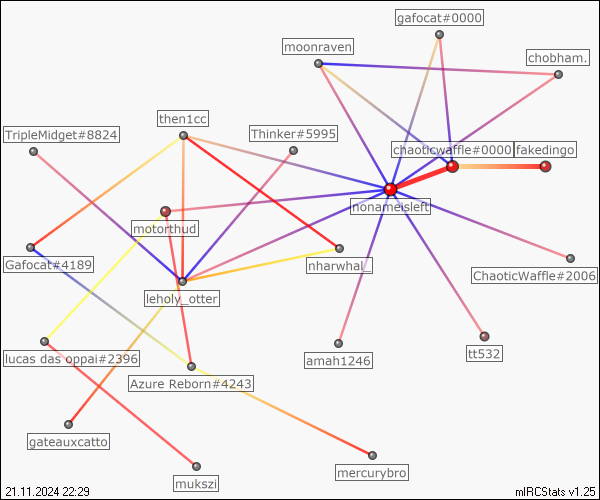 gafocat#0000
moonraven
chobham.
then1cc
TripleMidget#8824
Thinker#5995
chaoticwaffle#0000
fakedingo
nonameisleft
motorthud
Gafocat#4189
nharwhal_
ChaoticWaffle#2006
leholy_otter
lucas das oppai#2396
amah1246
tt532
Azure Reborn#4243
gateauxcatto
mukszi
mercurybro
21.11.2024 22:29
mIRCStats v1.25